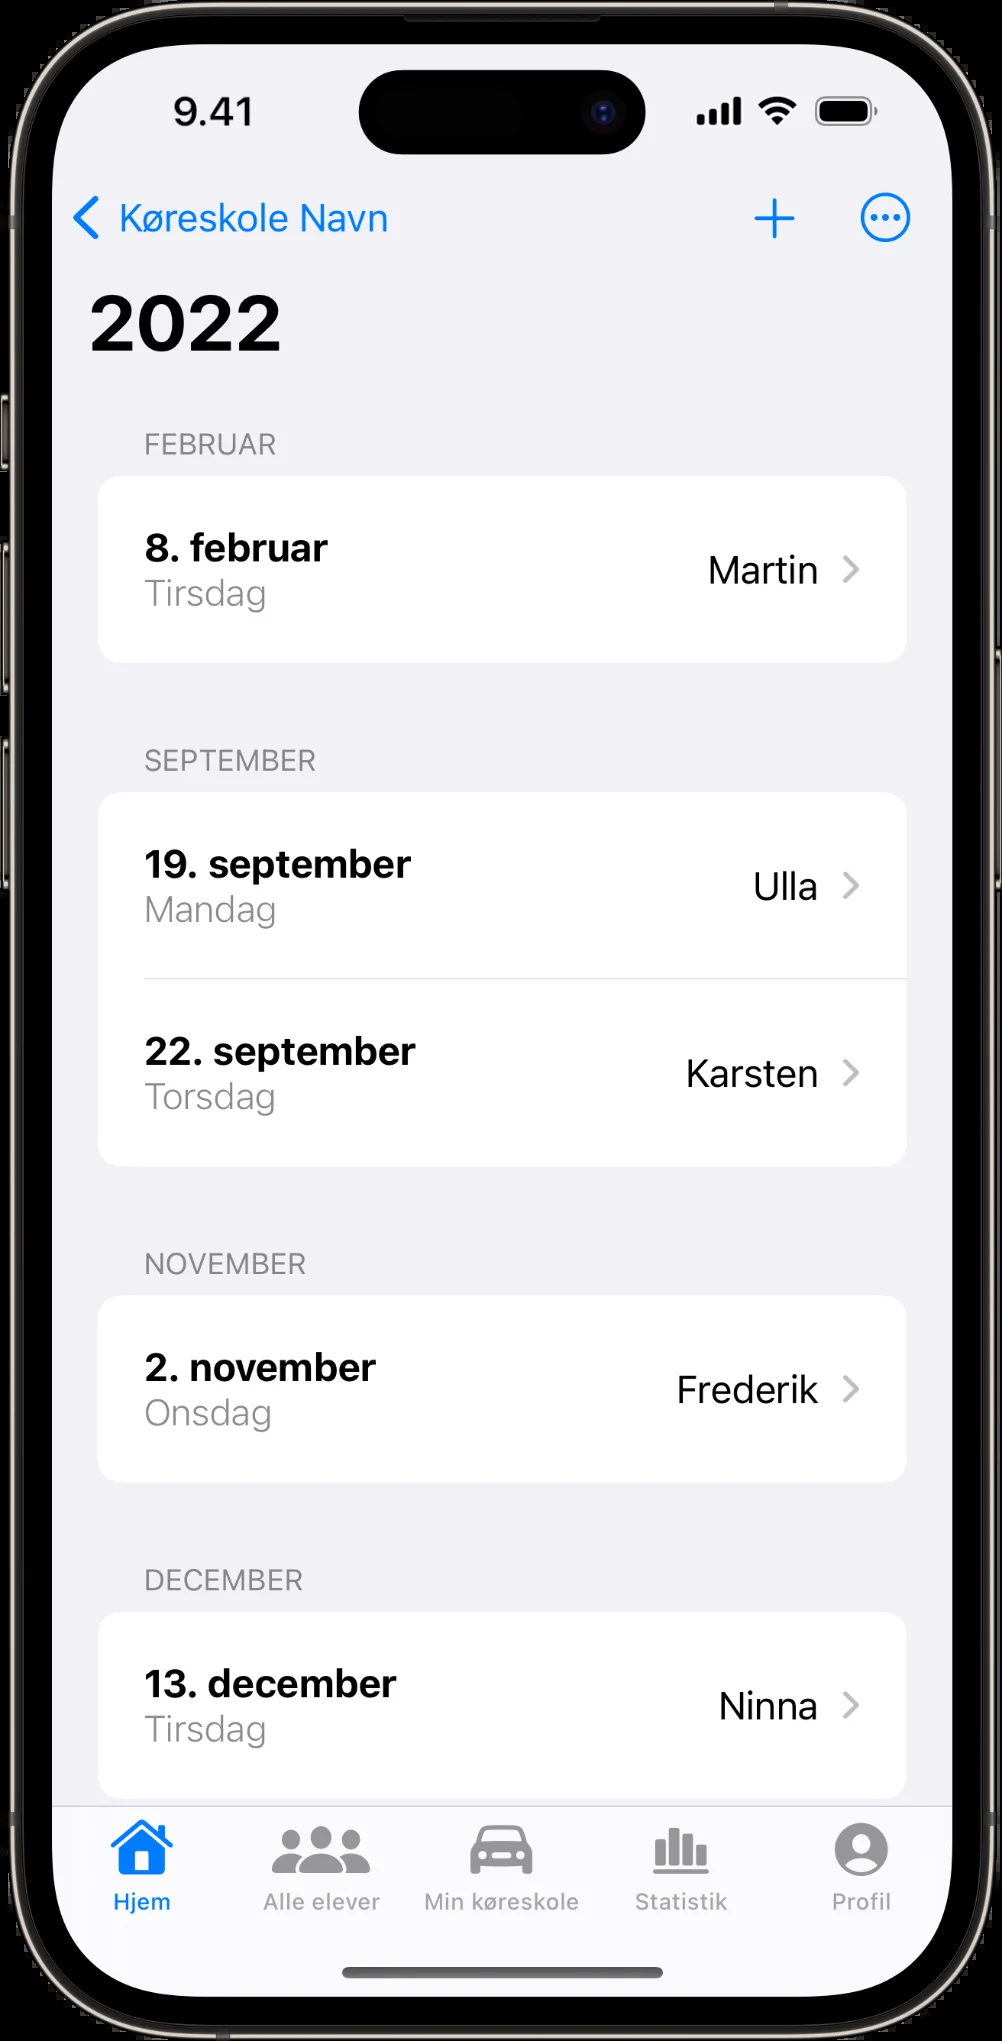 9.41
Køreskole Navn
2022
FEBRUAR
8. februar
Tirsdag
Martin
SEPTEMBER
19. september
Mandag
Ulla
22. september
Torsdag
Karsten
NOVEMBER
2. november
Onsdag
Frederik
DECEMBER
13. december
Tirsdag
Ninna
Hjem
Alle elever
Min køreskole
Statistik
Profil